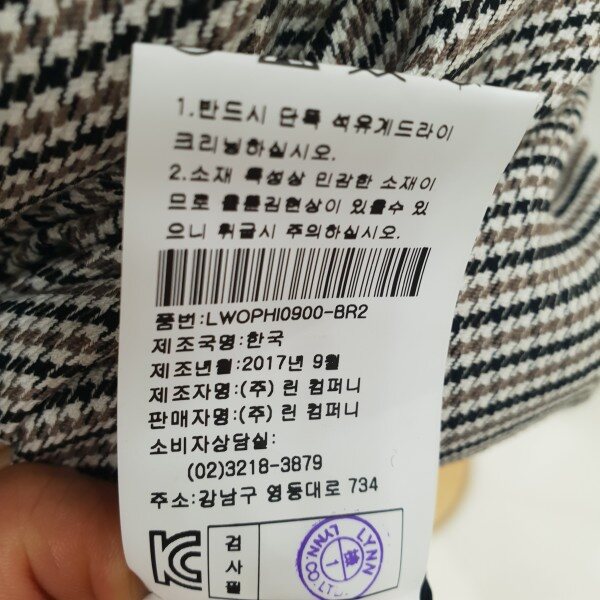 1.반드시 단독 석유계드라이
크리닝하십시오.
2.소재 특성상 민감한 소재이
므로 올뜯김현상이 있을수 있
으니 취급시 주의하십시오.
품번:LWOPHI0900-BR2
제조국명:한국
제조년월:2017년 9월
제조자명:(주) 린 컴퍼니
판매자명:(주) 린 컴퍼니
소비자상담실:
(02)3218-3879
주소:강남구 영동대로 734
검
사
필
LYNN
1
LYNN.CO.LTD